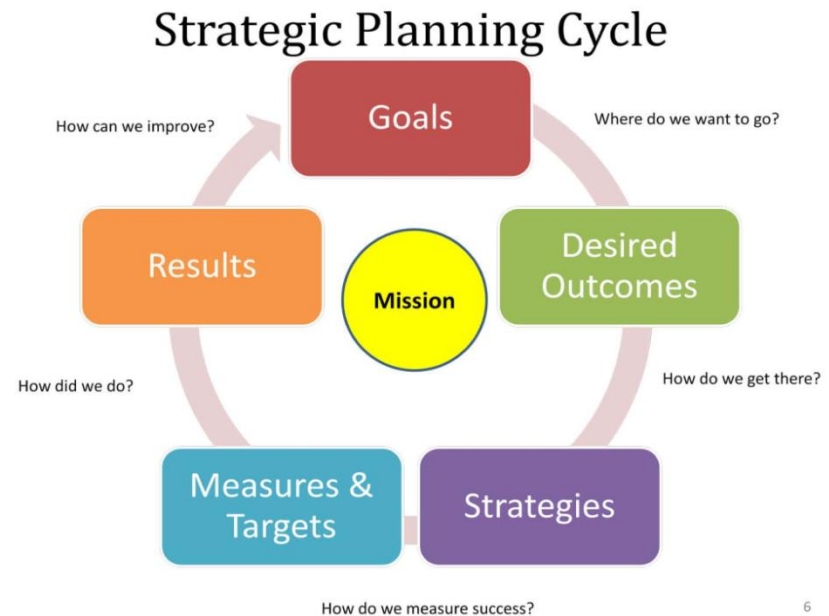 Strategic Planning Cycle
Goals
Where do we want to go?
Desired
Outcomes
How do we get there?
Strategies
How do we measure success?
Measures &
Targets
How did we do?
Results
How can we improve?
Mission
6